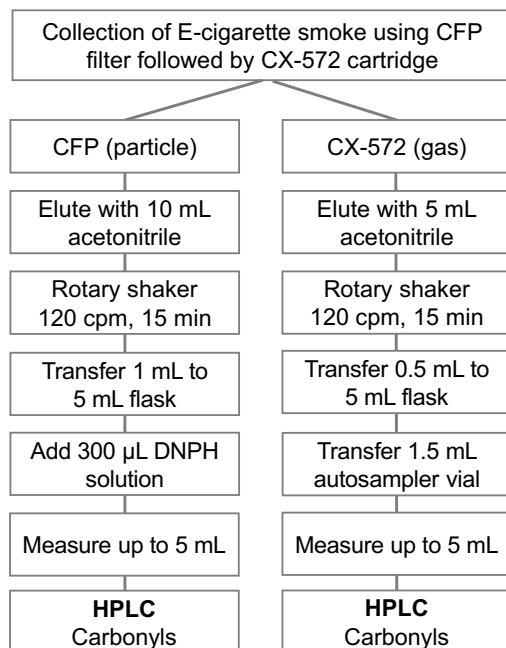 Collection of E-cigarette smoke using CFP
filter followed by CX-572 cartridge
CFP (particle)
Elute with 10 mL
acetonitrile
Rotary shaker
120 cpm, 15 min
Transfer 1 mL to
5 mL flask
Add 300 µL DNPH
solution
Measure up to 5 mL
HPLC
Carbonyls
CX-572 (gas)
Elute with 5 mL
acetonitrile
Rotary shaker
120 cpm, 15 min
Transfer 0.5 mL to
5 mL flask
Transfer 1.5 mL
autosampler vial
Measure up to 5 mL
HPLC
Carbonyls